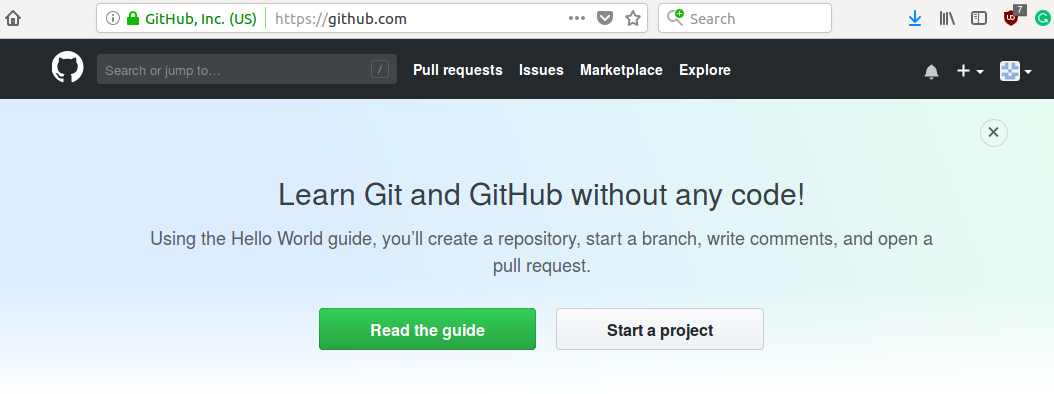 GitHub, Inc. (US) https://github.com ••• Search 7
Search or jump to... / Pull requests Issues Marketplace Explore
Learn Git and GitHub without any code!
Using the Hello World guide, you’ll create a repository, start a branch, write comments, and open a
pull request.
Read the guide Start a project